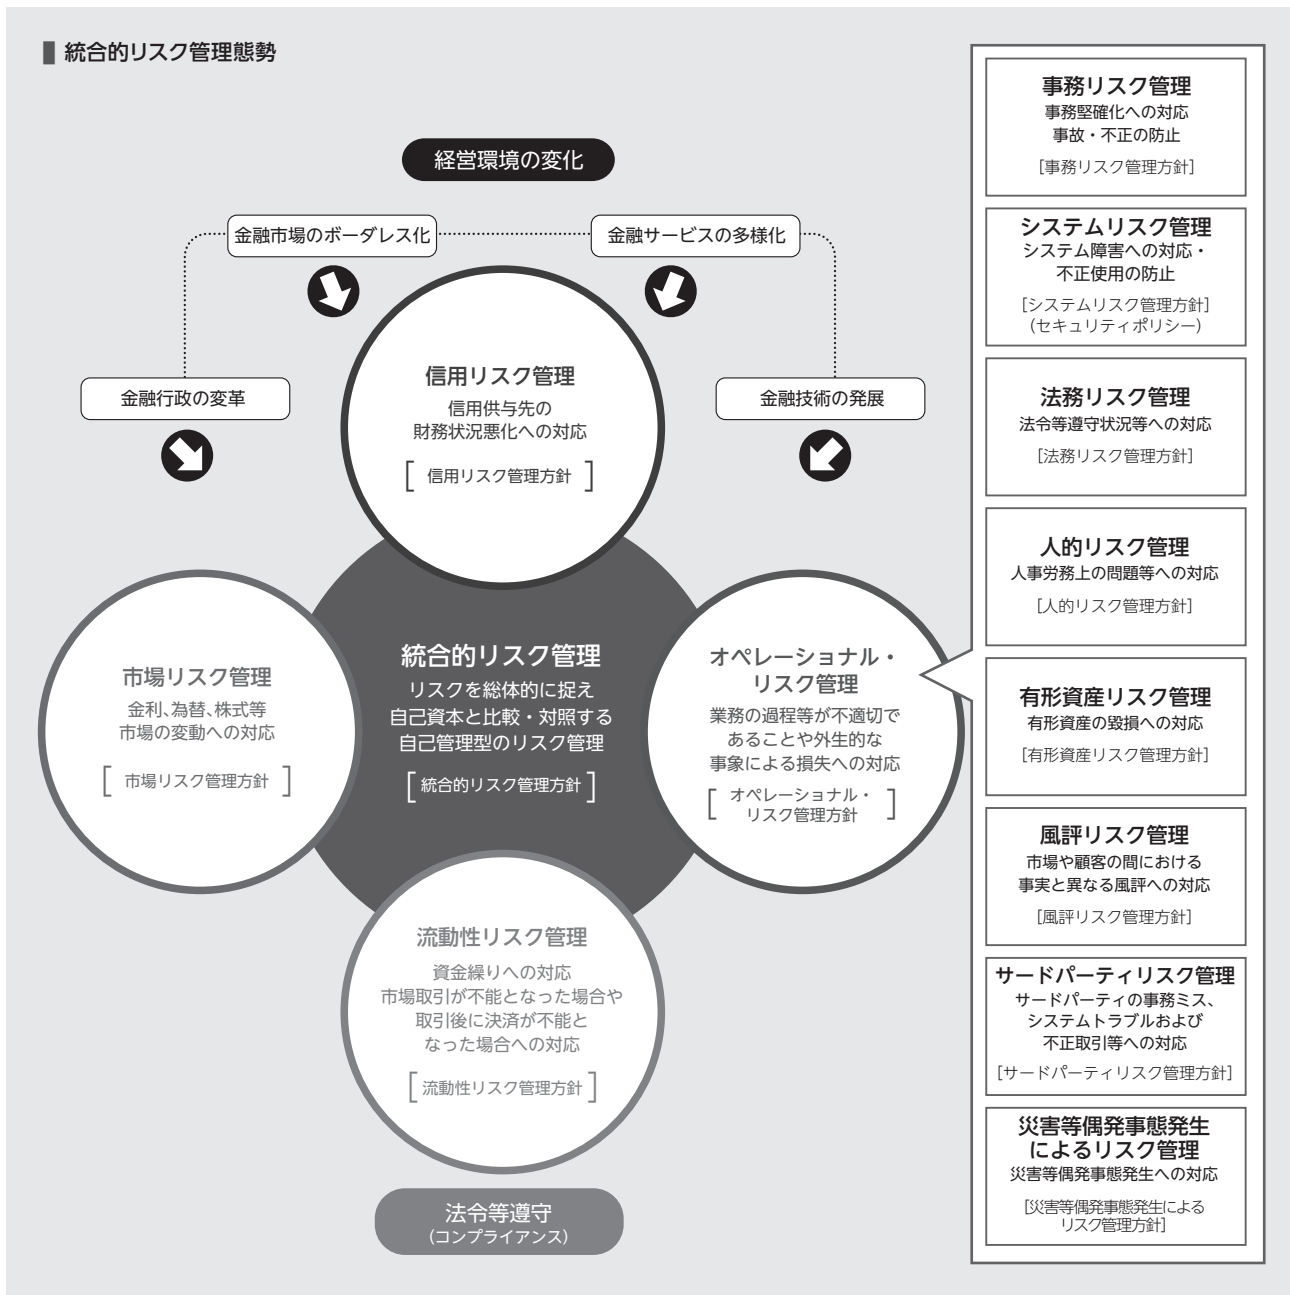 統合的リスク管理態勢
経営環境の変化
金融市場のボーダレス化
金融サービスの多様化
金融行政の変革
金融技術の発展
信用リスク管理
信用供与先の
財務状況悪化への対応
[信用リスク管理方針]
市場リスク管理
金利、為替、株式等
市場の変動への対応
[市場リスク管理方針]
統合的リスク管理
リスクを総体的に捉え
自己資本と比較・対照する
自己管理型のリスク管理
[統合的リスク管理方針]
オペレーショナル・
リスク管理
業務の過程等が不適切で
あることや外生的な
事象による損失への対応
[オペレーショナル・
リスク管理方針]
流動性リスク管理
資金繰りへの対応
市場取引が不能となった場合や
取引後に決済が不能と
なった場合への対応
[流動性リスク管理方針]
法令等遵守
（コンプライアンス）
事務リスク管理
事務堅確化への対応
事故・不正の防止
[事務リスク管理方針]
システムリスク管理
システム障害への対応・
不正使用の防止
[システムリスク管理方針]
（セキュリティポリシー）
法務リスク管理
法令等遵守状況等への対応
[法務リスク管理方針]
人的リスク管理
人事労務上の問題等への対応
[人的リスク管理方針]
有形資産リスク管理
有形資産の毀損への対応
[有形資産リスク管理方針]
風評リスク管理
市場や顧客の間における
事実と異なる風評への対応
[風評リスク管理方針]
サードパーティリスク管理
サードパーティの事務ミス、
システムトラブルおよび
不正取引等への対応
[サードパーティリスク管理方針]
災害等偶発事態発生
によるリスク管理
災害等偶発事態発生への対応
[災害等偶発事態発生による
リスク管理方針]